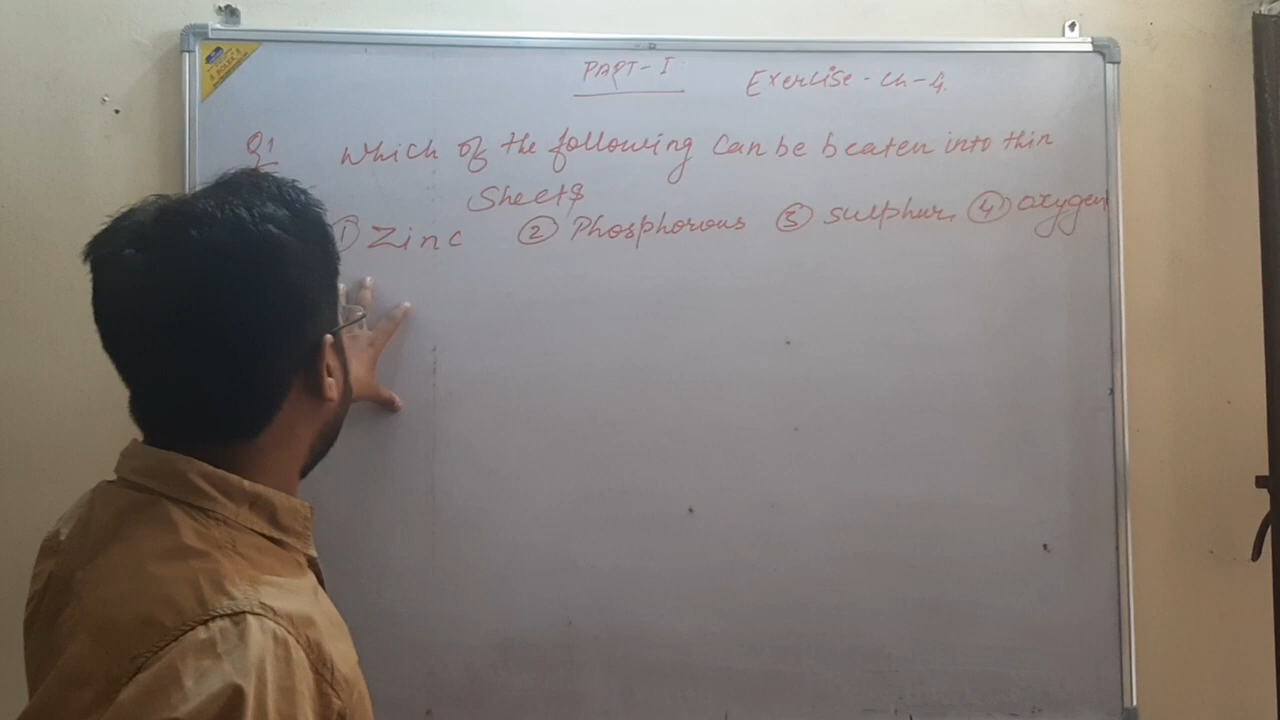 PART-I Exercise - Ch-4.
Q1 Which of the following Can be beaten into thin
Sheets
① Zinc ② Phosphorous ③ Sulphur, ④ oxygen